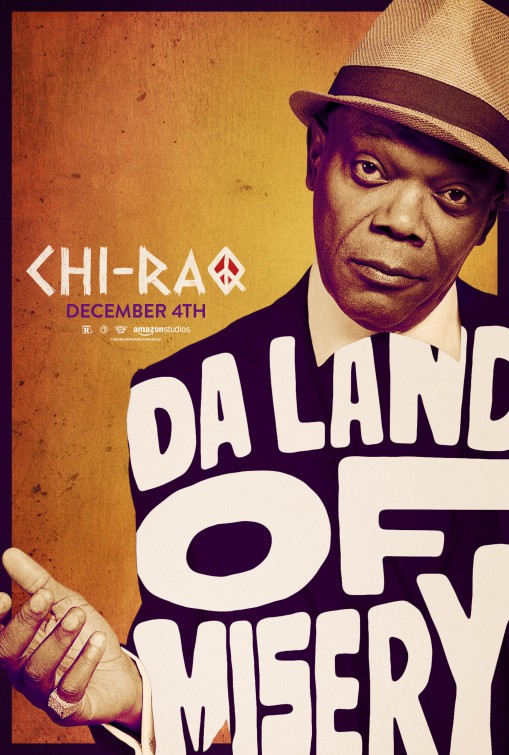 CHI-RAQ
DECEMBER 4TH
R amazonstudios
DA LAND
OF
MISERY